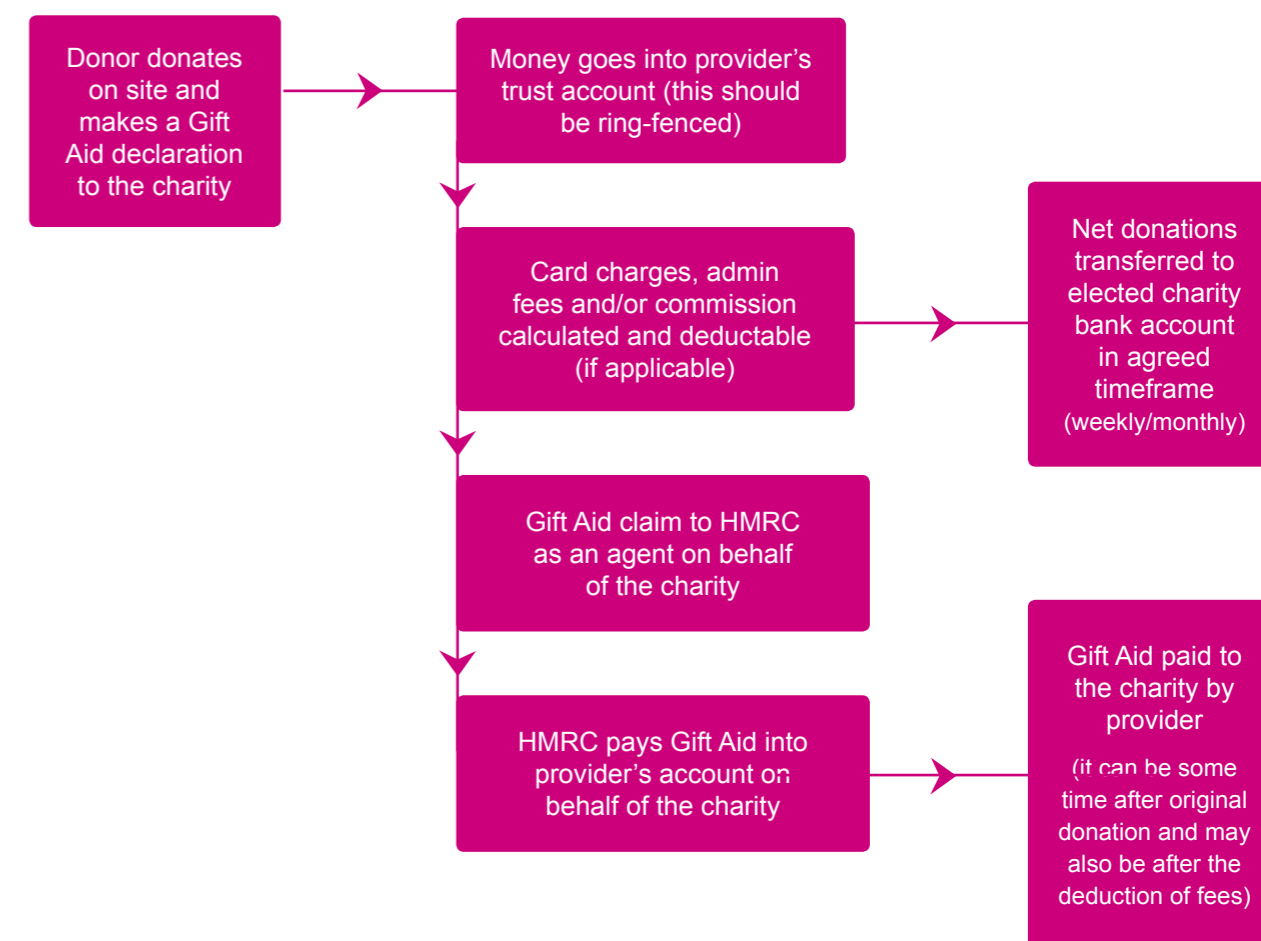 Donor donates
on site and
makes a Gift
Aid declaration
to the charity
Money goes into provider’s
trust account (this should
be ring-fenced)
Card charges, admin
fees and/or commission
calculated and deductable
(if applicable)
Net donations
transferred to
elected charity
bank account
in agreed
timeframe
(weekly/monthly)
Gift Aid claim to HMRC
as an agent on behalf
of the charity
HMRC pays Gift Aid into
provider’s account on
behalf of the charity
Gift Aid paid to
the charity by
provider
(it can be some
time after original
donation and may
also be after the
deduction of fees)